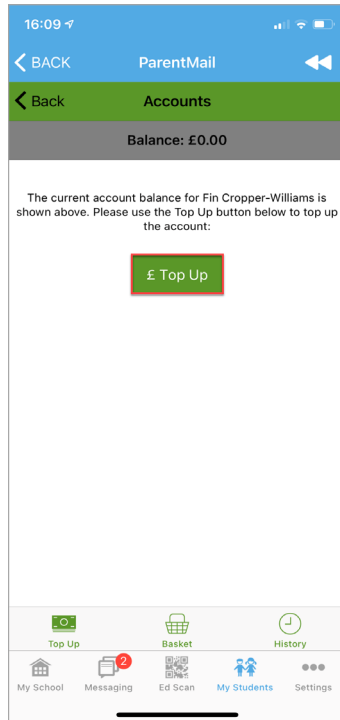 16:09
BACK ParentMail
Back Accounts
Balance: £0.00
The current account balance for Fin Cropper-Williams is
shown above. Please use the Top Up button below to top up
the account:
£ Top Up
Top Up Basket History
2
My School Messaging Ed Scan My Students Settings